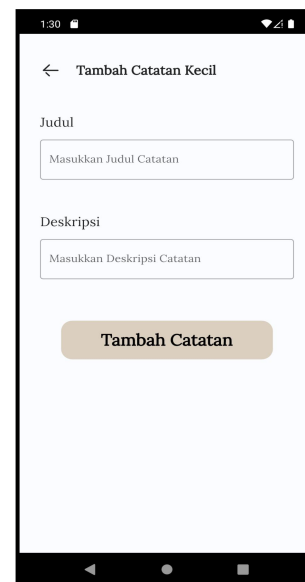 1:30
Tambah Catatan Kecil
Judul
Masukkan Judul Catatan
Deskripsi
Masukkan Deskripsi Catatan
Tambah Catatan